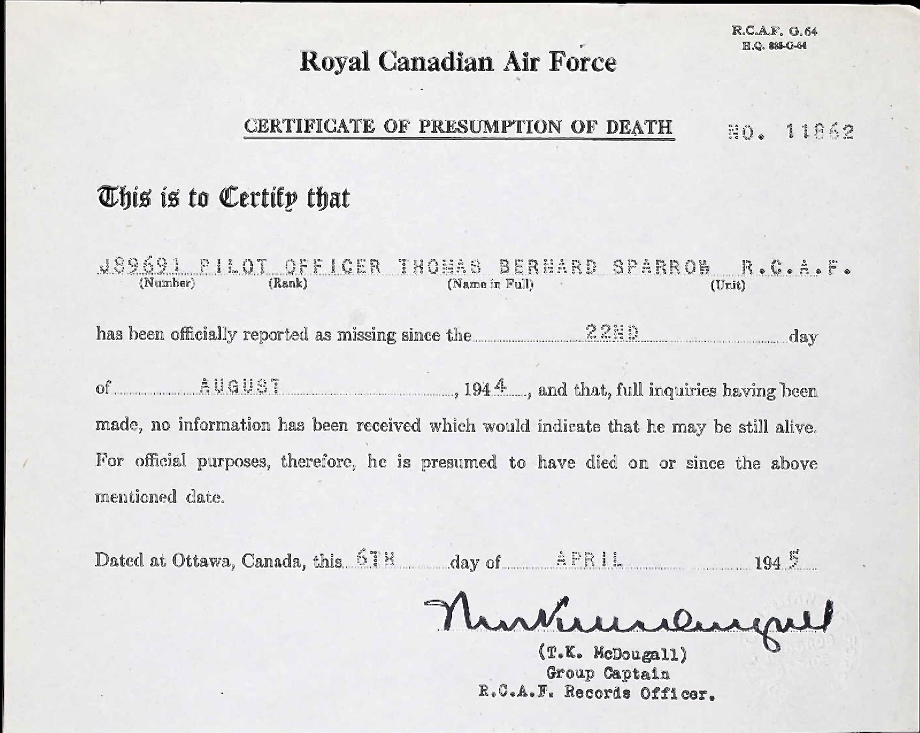 R.C.A.F. G.64
H.Q. 885-G-64
Royal Canadian Air Force
CERTIFICATE OF PRESUMPTION OF DEATH NO. 11862
This is to Certify that
J89691 PILOT OFFICER THOMAS BERNARD SPARROW R.C.A.F.
(Number) (Rank) (Name in Full) (Unit)
has been officially reported as missing since the 22ND day
of AUGUST, 1944, and that, full inquiries having been
made, no information has been received which would indicate that he may be still alive.
For official purposes, therefore, he is presumed to have died on or since the above
mentioned date.
Dated at Ottawa, Canada, this 6TH day of APRIL 1945
(T.K. McDougall)
Group Captain
R.C.A.F. Records Officer.